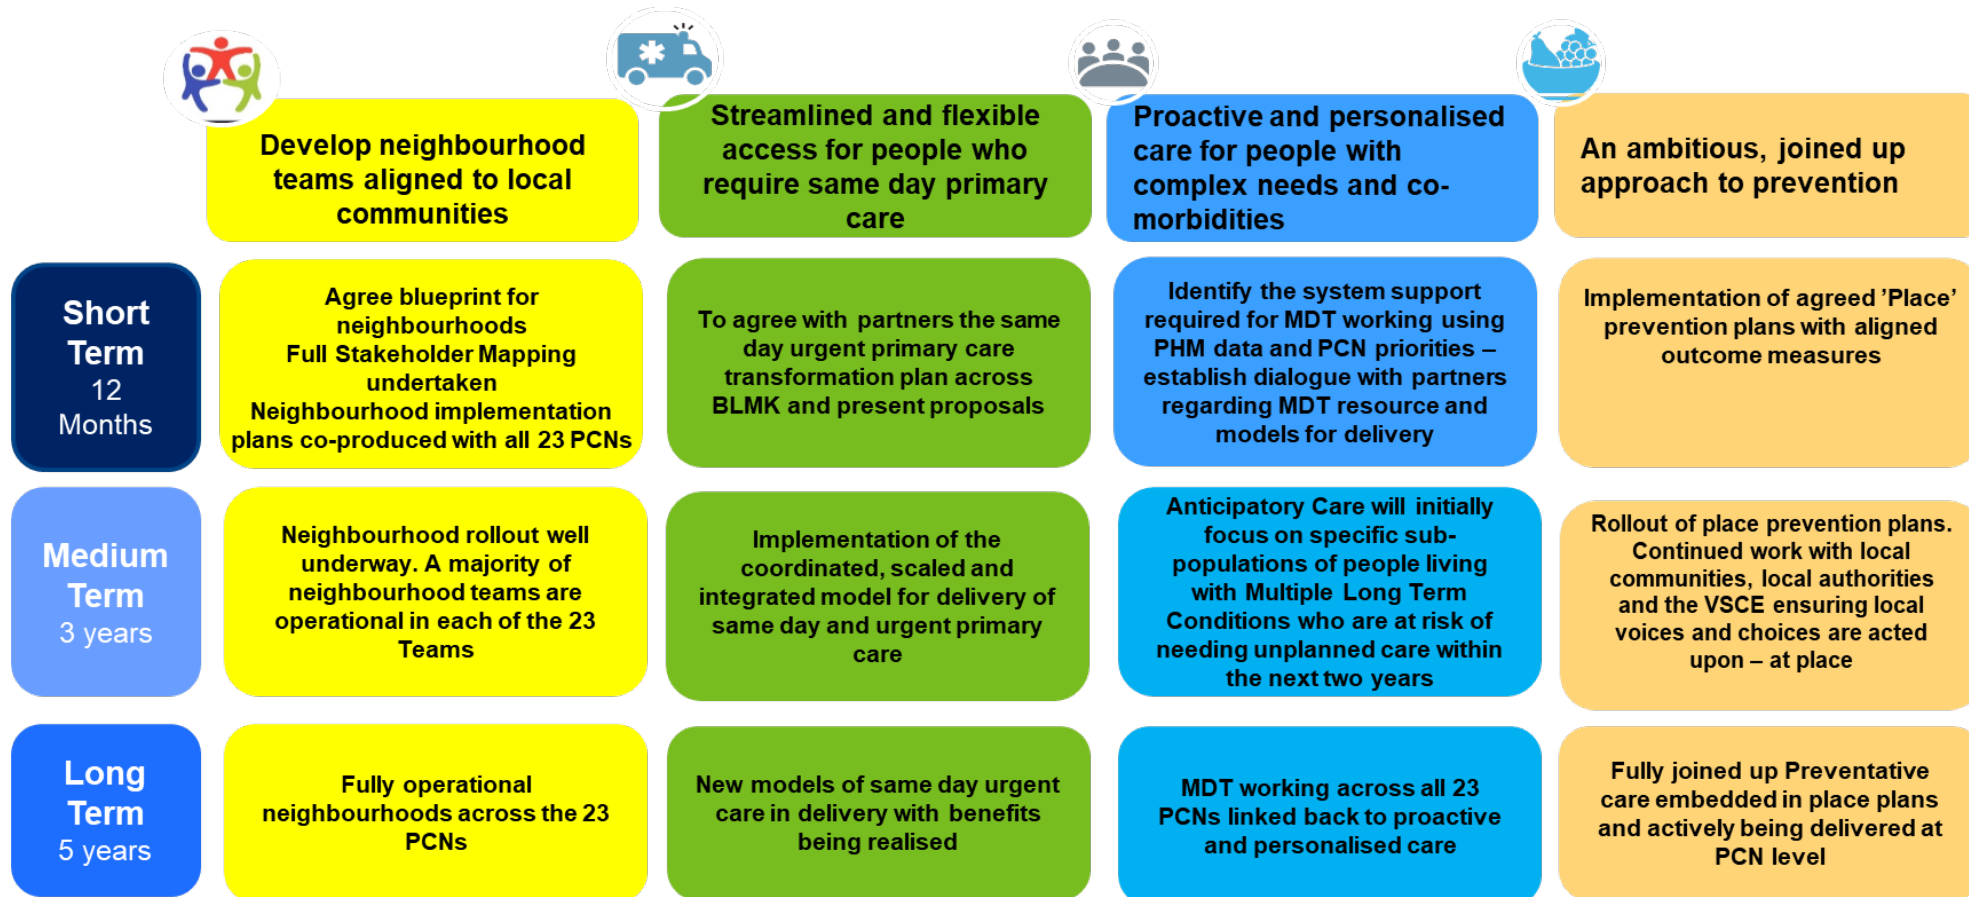 Develop neighbourhood
teams aligned to local
communities
Streamlined and flexible
access for people who
require same day primary
care
Proactive and personalised
care for people with
complex needs and co-
morbidities
An ambitious, joined up
approach to prevention
Short
Term
12
Months
Agree blueprint for
neighbourhoods
Full Stakeholder Mapping
undertaken
Neighbourhood implementation
plans co-produced with all 23 PCNs
To agree with partners the same
day urgent primary care
transformation plan across
BLMK and present proposals
Identify the system support
required for MDT working using
PHM data and PCN priorities –
establish dialogue with partners
regarding MDT resource and
models for delivery
Implementation of agreed ’Place’
prevention plans with aligned
outcome measures
Medium
Term
3 years
Neighbourhood rollout well
underway. A majority of
neighbourhood teams are
operational in each of the 23
Teams
Implementation of the
coordinated, scaled and
integrated model for delivery of
same day and urgent primary
care
Anticipatory Care will initially
focus on specific sub-
populations of people living
with Multiple Long Term
Conditions who are at risk of
needing unplanned care within
the next two years
Rollout of place prevention plans.
Continued work with local
communities, local authorities
and the VSCE ensuring local
voices and choices are acted
upon – at place
Long
Term
5 years
Fully operational
neighbourhoods across the 23
PCNs
New models of same day urgent
care in delivery with benefits
being realised
MDT working across all 23
PCNs linked back to proactive
and personalised care
Fully joined up Preventative
care embedded in place plans
and actively being delivered at
PCN level